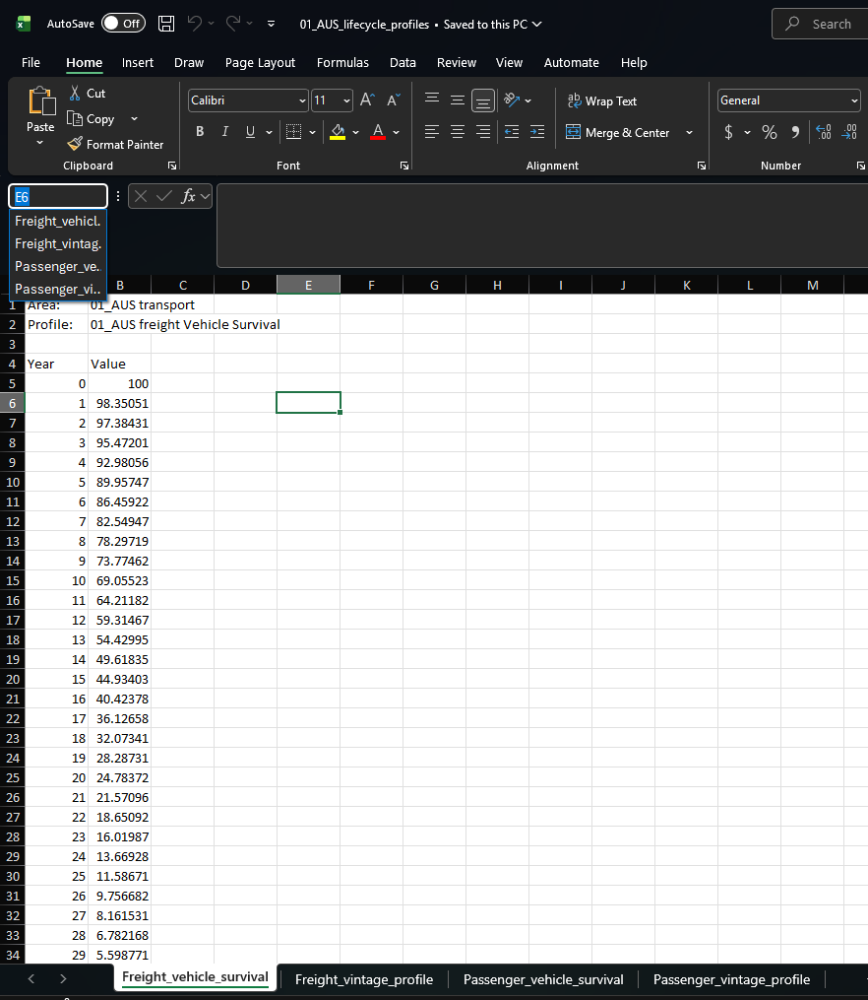 AutoSave Off 01_AUS_lifecycle_profiles • Saved to this PC Search
File Home Insert Draw Page Layout Formulas Data Review View Automate Help
Paste Cut Copy Format Painter
Calibri 11 B I U A A A
Wrap Text Merge & Center
General $ % 9
Clipboard Font Alignment Number
E6 fx
Freight_vehicl.
Freight_vintag.
Passenger_ve..
Passenger_vi..
B C D E F G H I J K L M
1 Area: 01_AUS transport
2 Profile: 01_AUS freight Vehicle Survival
3
4 Year Value
5 0 100
6 1 98.35051
7 2 97.38431
8 3 95.47201
9 4 92.98056
10 5 89.95747
11 6 86.45922
12 7 82.54947
13 8 78.29719
14 9 73.77462
15 10 69.05523
16 11 64.21182
17 12 59.31467
18 13 54.42995
19 14 49.61835
20 15 44.93403
21 16 40.42378
22 17 36.12658
23 18 32.07341
24 19 28.28731
25 20 24.78372
26 21 21.57096
27 22 18.65092
28 23 16.01987
29 24 13.66928
30 25 11.58671
31 26 9.756682
32 27 8.161531
33 28 6.782168
34 29 5.598771
Freight_vehicle_survival Freight_vintage_profile Passenger_vehicle_survival Passenger_vintage_profile